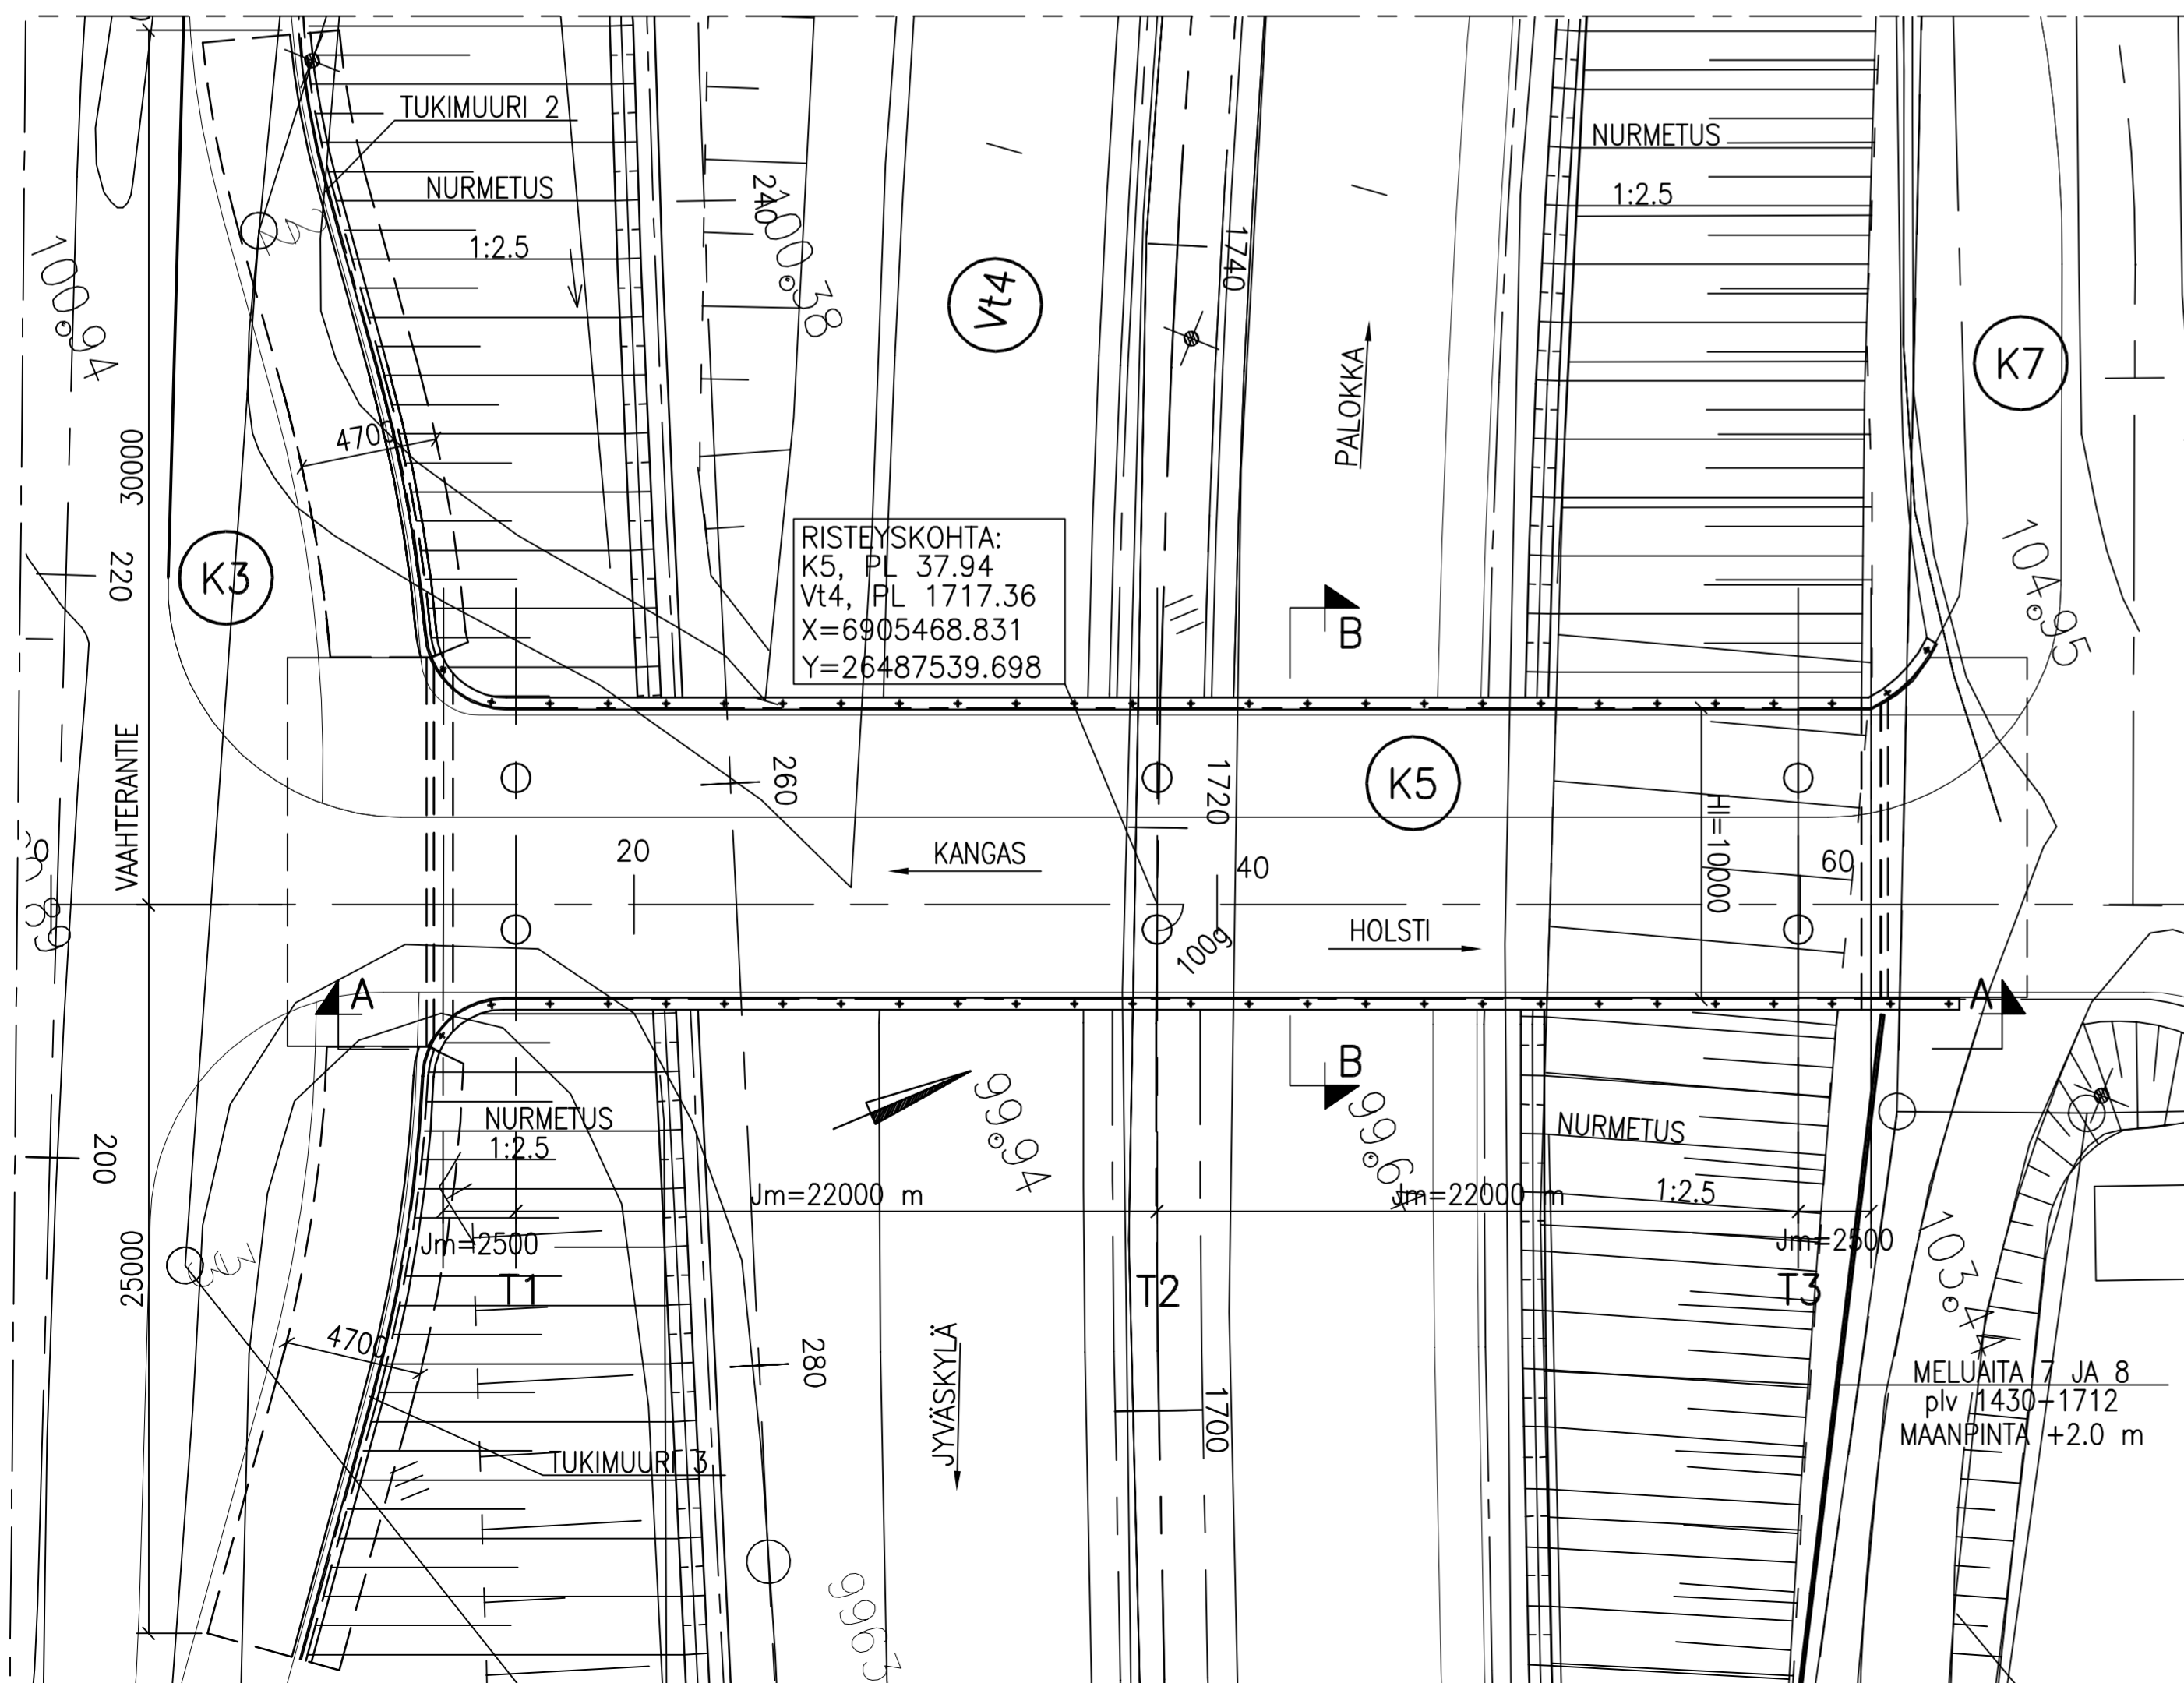 TUKIMUURI 2
NURMETUS
1:2.5
240
100.38
100.94
Vt4
1740
PALOKKA
NURMETUS
1:2.5
K7
4700
30000
220
K3
RISTEYSKOHTA:
K5, PL 37.94
Vt4, PL 1717.36
X=6905468.831
Y=26487539.698
B
104.95
VAAHTERANTIE
260
1720
K5
Hl=10000
20
KANGAS
40
60
HOLSTI
100g
A
A
B
99.94
99.6
NURMETUS
1:2.5
NURMETUS
1:2.5
200
25000
Jm=22000 m
Jm=22000 m
Jm=2500
Jm=2500
T1
T2
T3
103.44
4700
280
JYVÄSKYLÄ
1700
MELUAITA 7 JA 8
plv 1430-1712
MAANPINTA +2.0 m
TUKIMUURI 3
9963